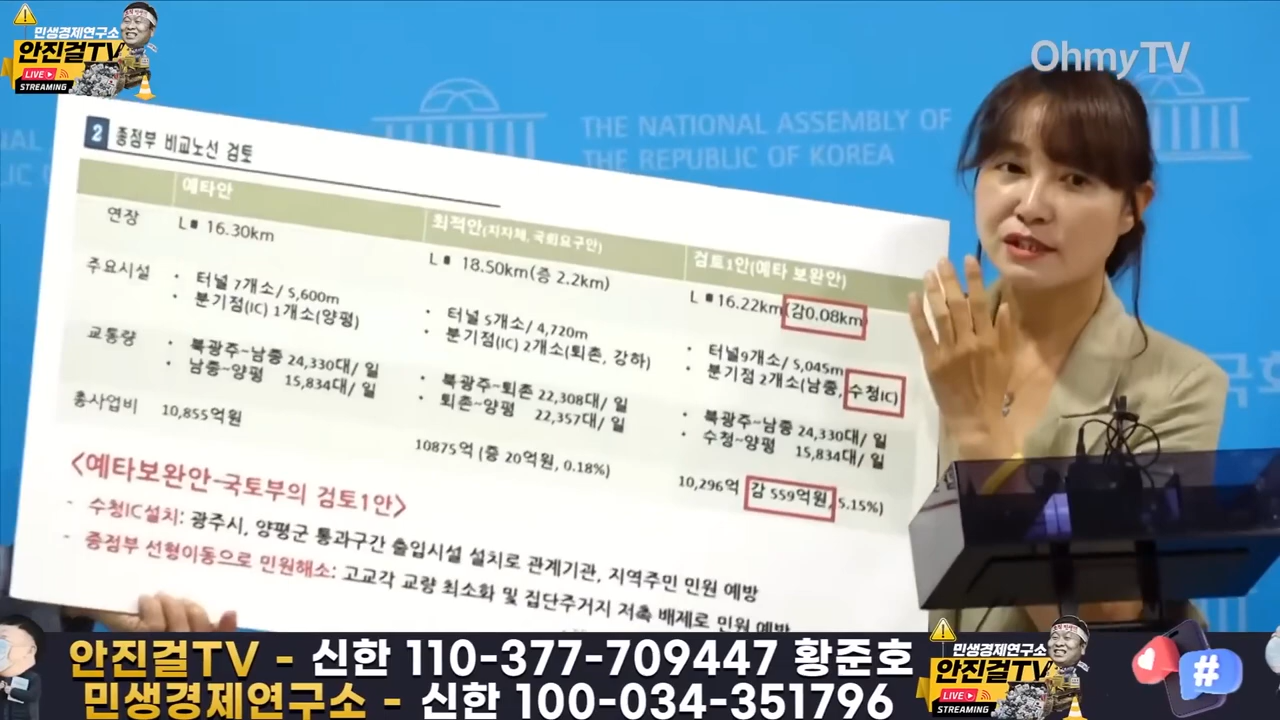 민생경제연구소
안진걸TV
LIVE
STREAMING
OhmyTV
THE NATIONAL ASSEMBLY OF
THE REPUBLIC OF KOREA
2 종점부 비교노선 검토
예타안
최적안(지자체, 국회요구안)
검토1안(예타 보완안)
연장
L = 16.30km
L = 18.50km(증 2.2km)
L = 16.22km(감0.08km)
주요시설
• 터널 7개소/ 5,600m
• 분기점(IC) 1개소(양평)
• 터널 5개소/ 4,720m
• 분기점(IC) 2개소(퇴촌, 강하)
• 터널9개소/ 5,045m
• 분기점 2개소(남종, 수청IC)
교통량
• 북광주~남종 24,330대/ 일
• 남종~양평 15,834대/ 일
• 북광주~퇴촌 22,308대/ 일
• 퇴촌~양평 22,357대/ 일
• 북광주~남종 24,330대/ 일
• 수청~양평 15,834대/ 일
총사업비
10,855억원
10875억 (증 20억원, 0.18%)
10,296억 감 559억원, 5.15%)
<예타보완안-국토부의 검토1안>
- 수청IC설치: 광주시, 양평군 통과구간 출입시설 설치로 관계기관, 지역주민 민원 예방
- 종점부 선형이동으로 민원해소: 고교각 교량 최소화 및 집단주거지 저촉 배제로 민원 예방
안진걸TV - 신한 110-377-709447 황준호
민생경제연구소 - 신한 100-034-351796
민생경제연구소
안진걸TV
LIVE
STREAMING
#